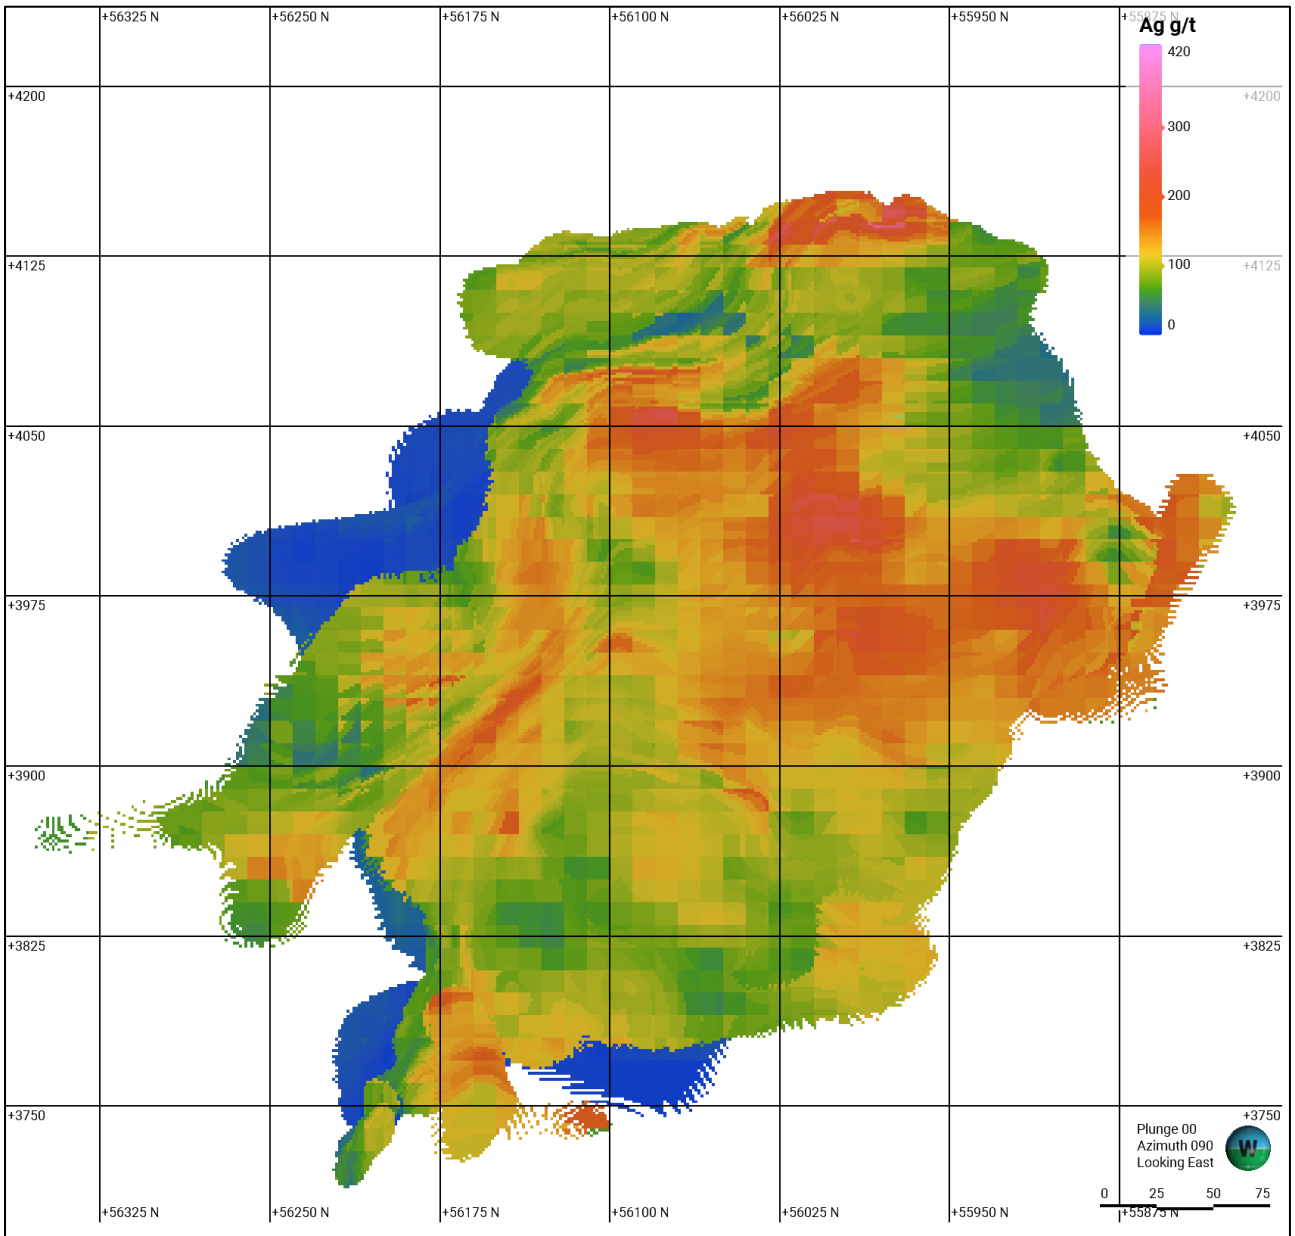 +56325 N +56250 N +56175 N +56100 N +56025 N +55950 N +55875 N
Ag g/t
420
+4200 +4200
300
200
+4125 100 +4125
0
+4050 +4050
+3975 +3975
+3900 +3900
+3825 +3825
+3750 +3750
Plunge 00
Azimuth 090
Looking East
W
0 25 50 75
+56325 N +56250 N +56175 N +56100 N +56025 N +55950 N +55875 N